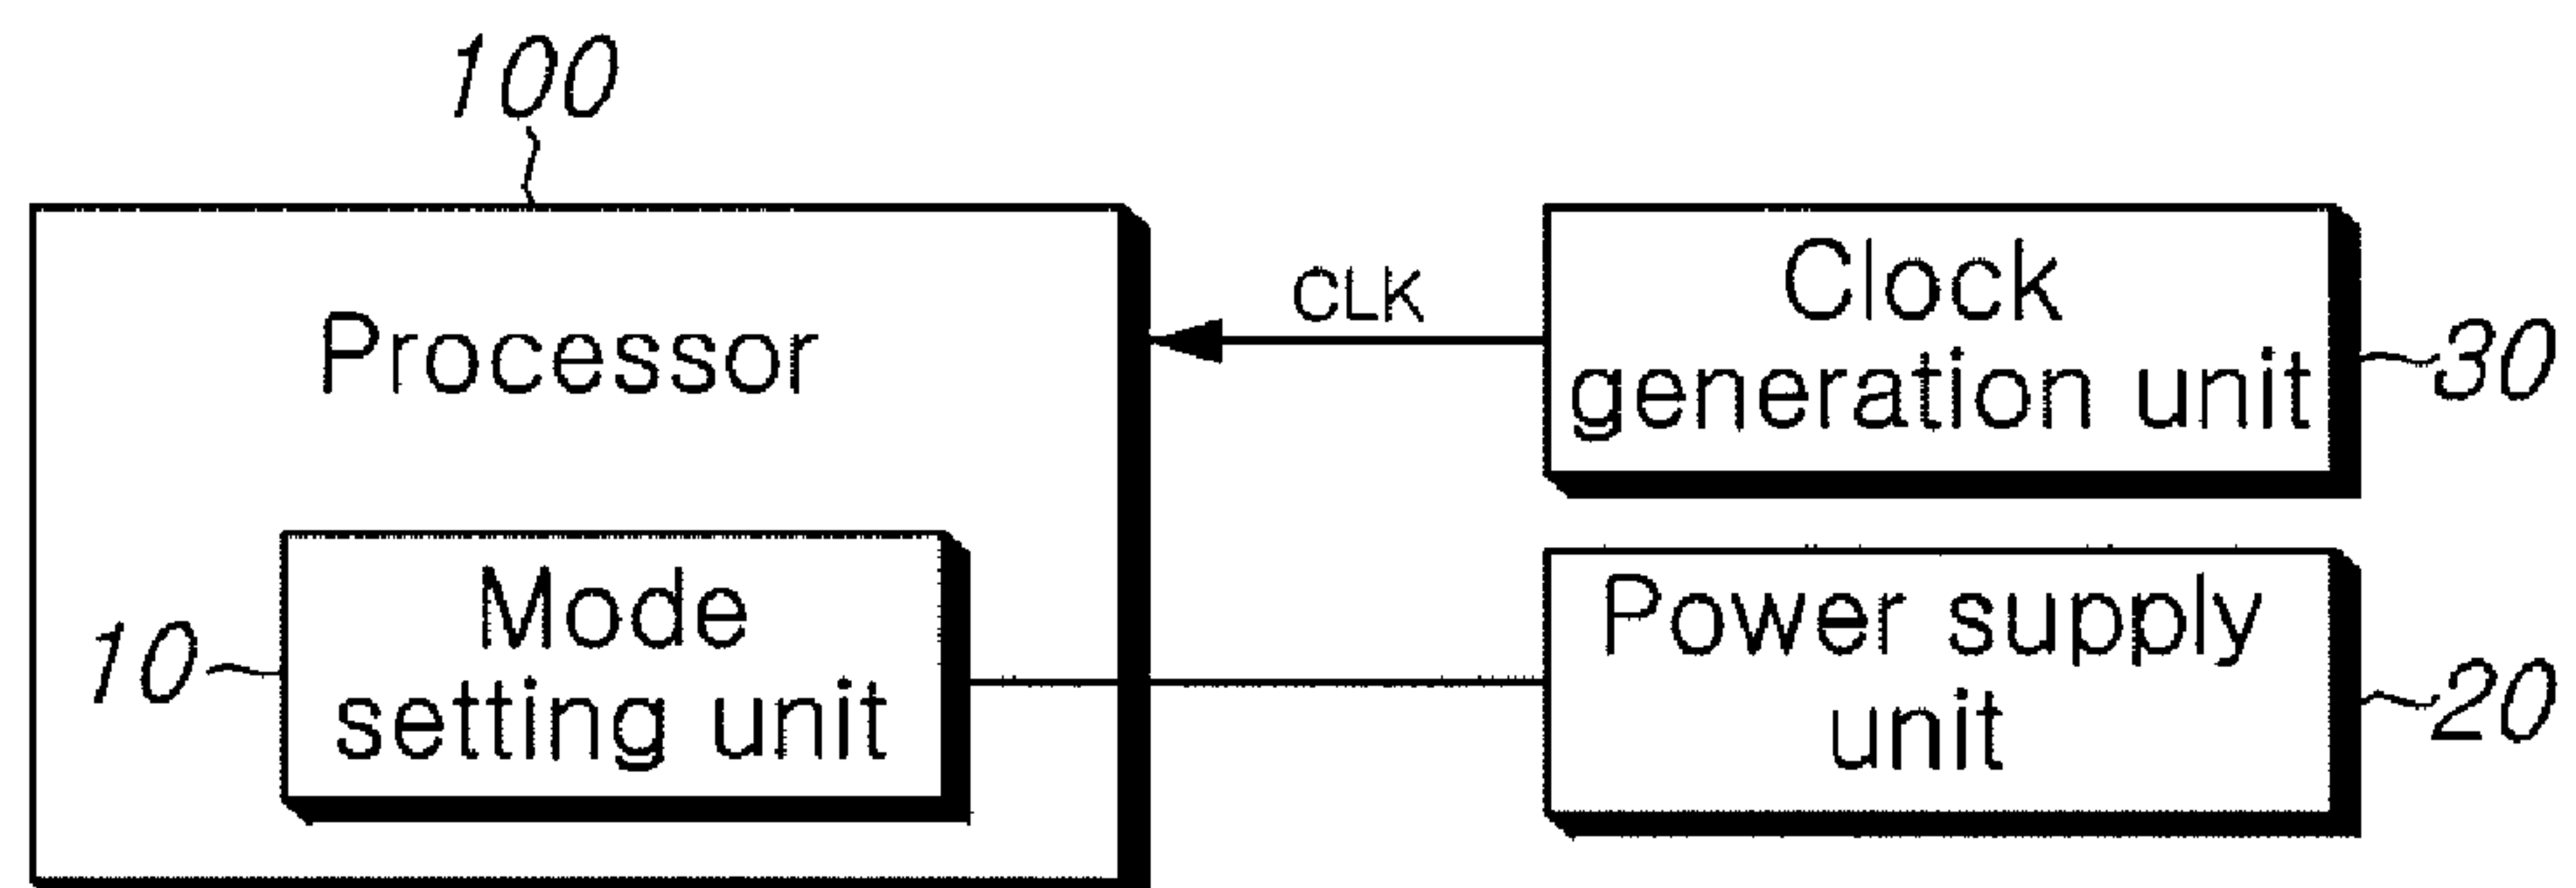 100
Processor
CLK
Clock
generation unit
30
10
Mode
setting unit
Power supply
unit
20